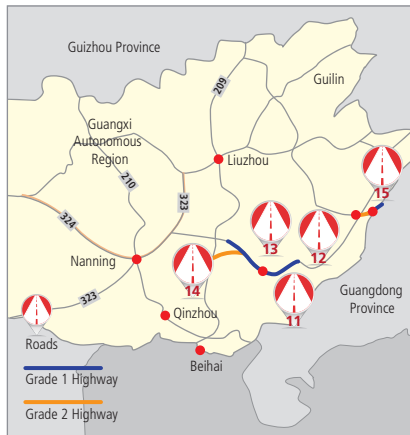 Guizhou Province
209
Guilin
Guangxi
Autonomous
Region
210
Liuzhou
15
323
324
13
12
Nanning
14
323
11
Guangdong
Province
Qinzhou
Roads
Beihai
Grade 1 Highway
Grade 2 Highway